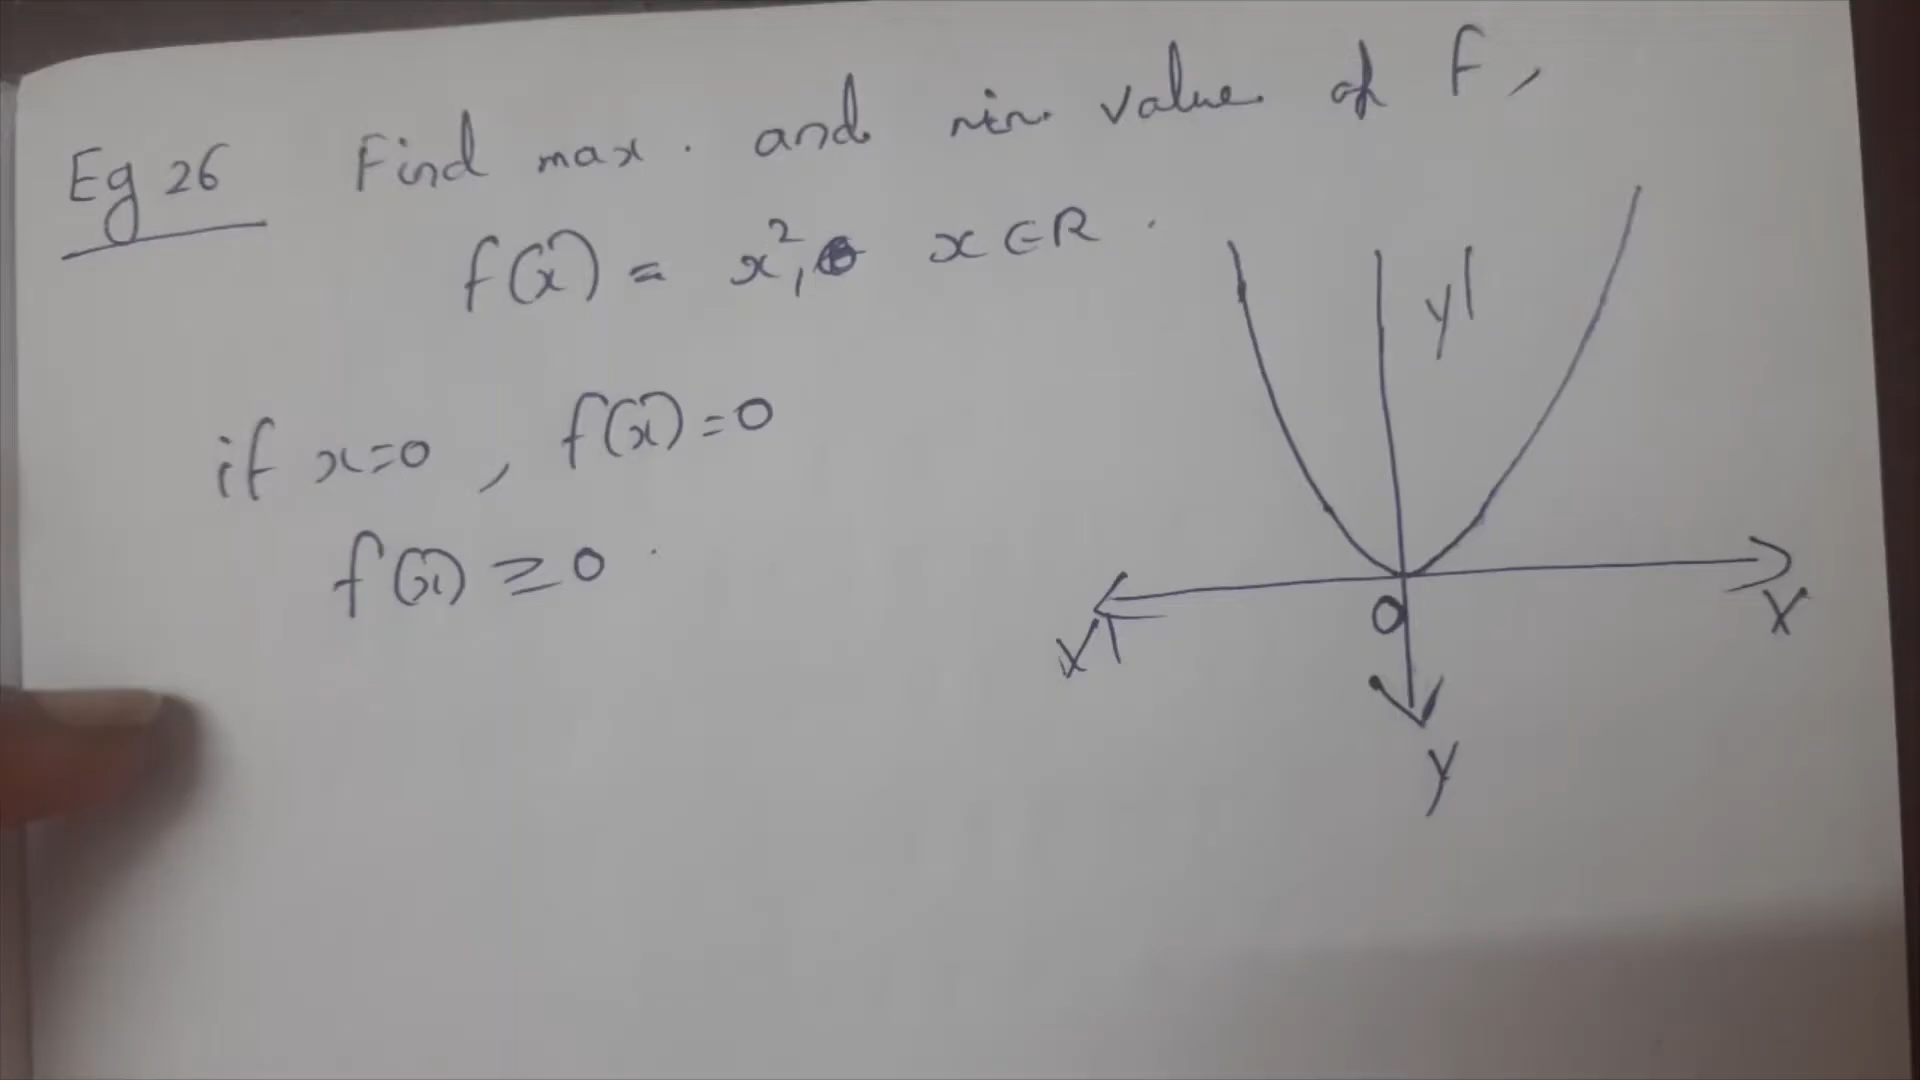 Eg 26 Find max. and min. value of f,
f(x) = x², x ∈ R.
y'
if x=0, f(x)=0
f(x) ≥ 0.
O
X' X
y